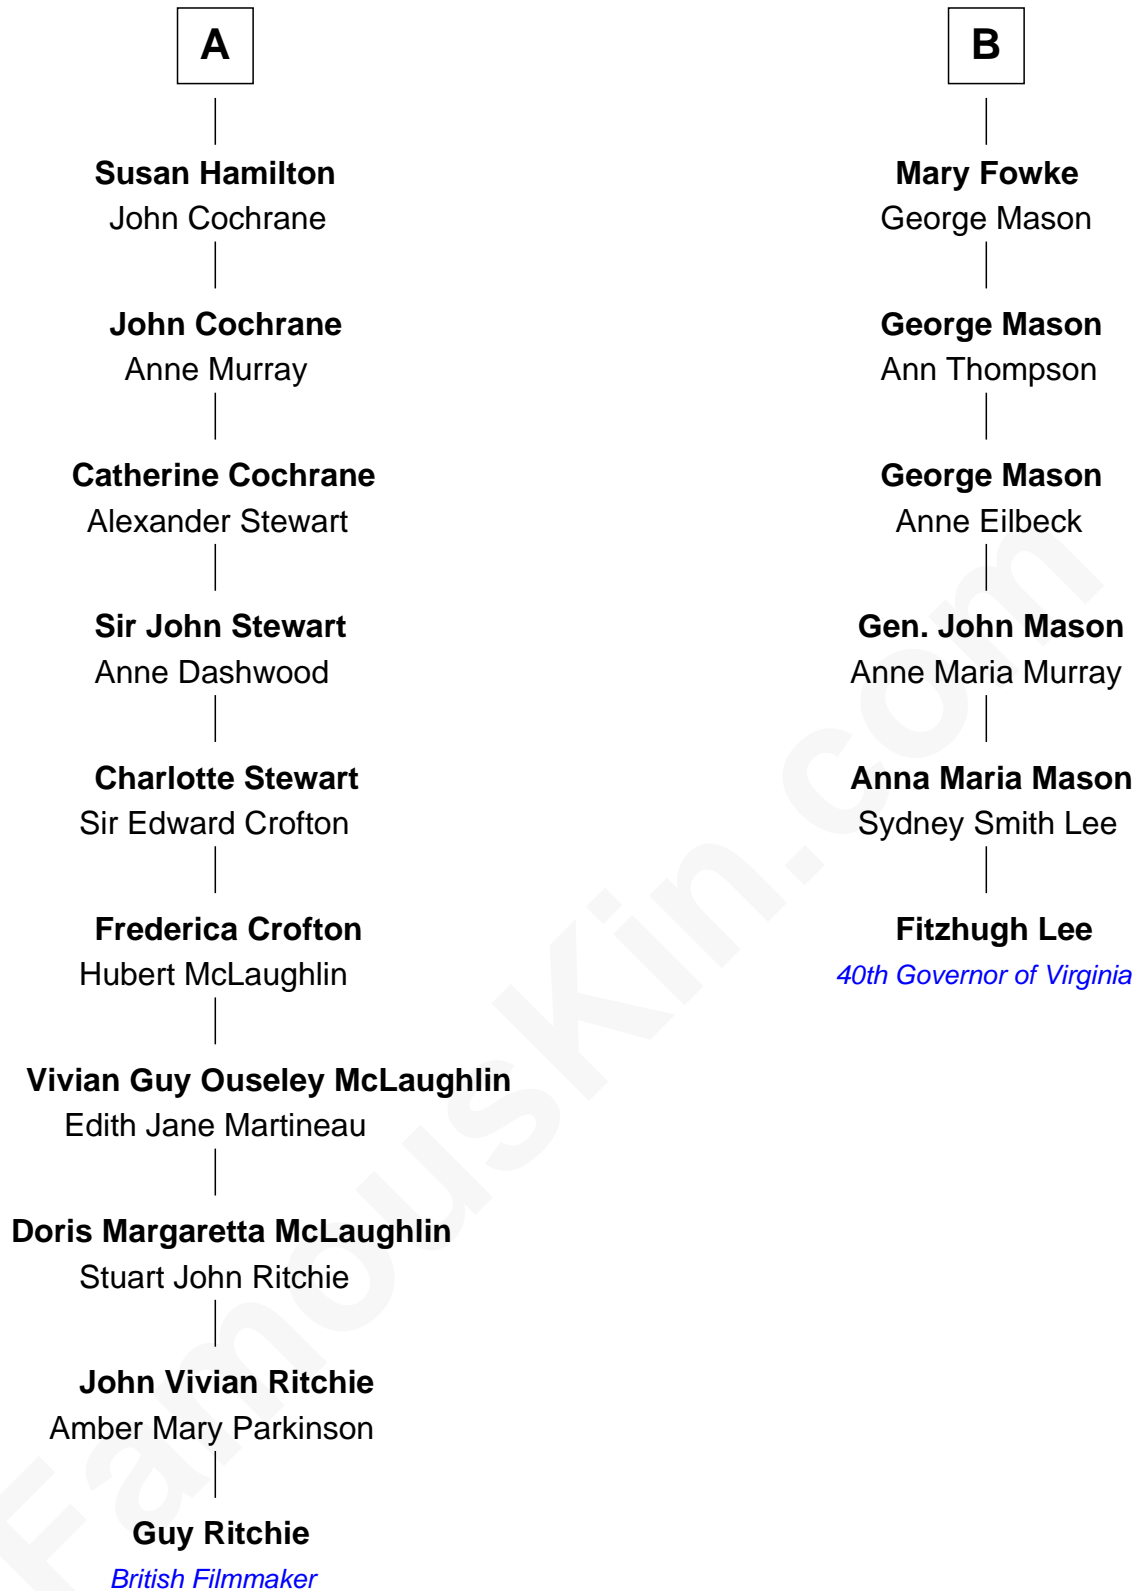 A
Susan Hamilton
John Cochrane
John Cochrane
Anne Murray
Catherine Cochrane
Alexander Stewart
Sir John Stewart
Anne Dashwood
Charlotte Stewart
Sir Edward Crofton
Frederica Crofton
Hubert McLaughlin
Vivian Guy Ouseley McLaughlin
Edith Jane Martineau
Doris Margaretta McLaughlin
Stuart John Ritchie
John Vivian Ritchie
Amber Mary Parkinson
Guy Ritchie
British Filmmaker
B
Mary Fowke
George Mason
George Mason
Ann Thompson
George Mason
Anne Eilbeck
Gen. John Mason
Anne Maria Murray
Anna Maria Mason
Sydney Smith Lee
Fitzhugh Lee
40th Governor of Virginia
FamousKin.com